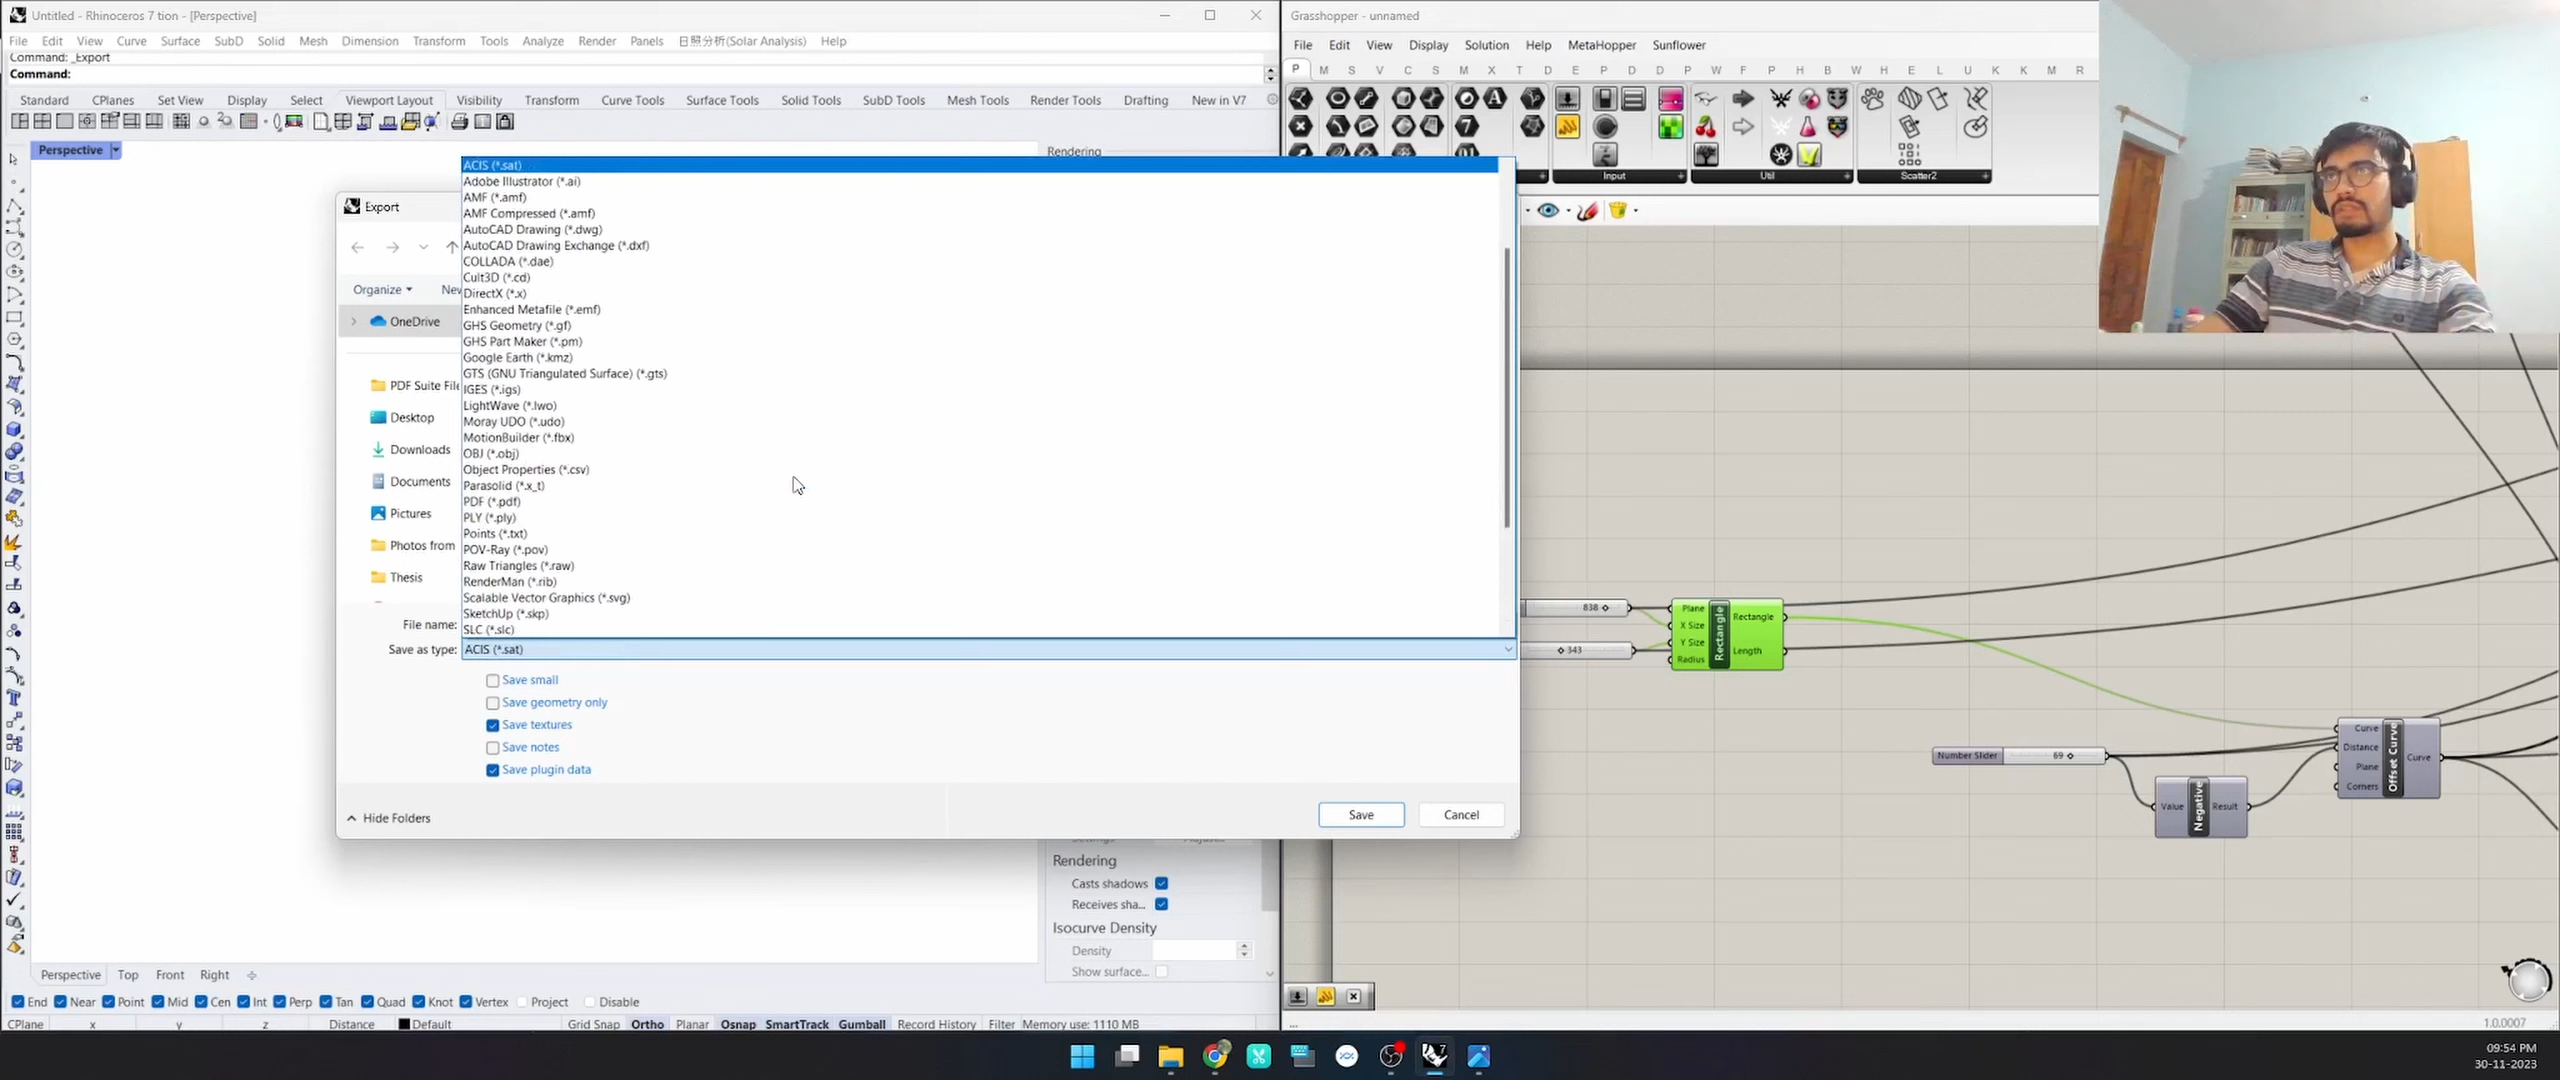 Untitled - Rhinoceros 7 tion - [Perspective]
File Edit View Curve Surface SubD Solid Mesh Dimension Transform Tools Analyze Render Panels 日照分析(Solar Analysis) Help
Command: _Export
Command:
Standard CPlanes Set View Display Select Viewport Layout Visibility Transform Curve Tools Surface Tools Solid Tools SubD Tools Mesh Tools Render Tools Drafting New in V7
Perspective
Rendering
Export
Organize
OneDrive
PDF Suite File
Desktop
Downloads
Documents
Pictures
Photos from
Thesis
ACIS (*.sat)
Adobe Illustrator (*.ai)
AMF (*.amf)
AMF Compressed (*.amf)
AutoCAD Drawing (*.dwg)
AutoCAD Drawing Exchange (*.dxf)
COLLADA (*.dae)
Cult3D (*.cd)
DirectX (*.x)
Enhanced Metafile (*.emf)
GHS Geometry (*.gf)
GHS Part Maker (*.pm)
Google Earth (*.kmz)
GTS (GNU Triangulated Surface) (*.gts)
IGES (*.igs)
LightWave (*.lwo)
Moray UDO (*.udo)
MotionBuilder (*.fbx)
OBJ (*.obj)
Object Properties (*.csv)
Parasolid (*.x_t)
PDF (*.pdf)
PLY (*.ply)
Points (*.txt)
POV-Ray (*.pov)
Raw Triangles (*.raw)
RenderMan (*.rib)
Scalable Vector Graphics (*.svg)
SketchUp (*.skp)
SLC (*.slc)
File name:
Save as type: ACIS (*.sat)
Save small
Save geometry only
Save textures
Save notes
Save plugin data
Hide Folders
Save Cancel
Rendering
Casts shadows
Receives sha...
Isocurve Density
Density
Show surface...
Perspective Top Front Right
End Near Point Mid Cen Int Perp Tan Quad Knot Vertex Project Disable
CPlane x y z Distance Default Grid Snap Ortho Planar Osnap SmartTrack Gumball Record History Filter Memory use: 1110 MB
Grasshopper - unnamed
File Edit View Display Solution Help MetaHopper Sunflower
P M S V C S M X T D E P D D P W F P H B W H E L U K K M R
Input Util Scatter2
838
343
Plane
X Size
Y Size
Radius
Rectangle
Rectangle
Length
Number Slider 69
Value Negative Result
Curve
Distance
Plane
Corners
Offset Curve
Curve
1.0.0007
09:54 PM
30-11-2023